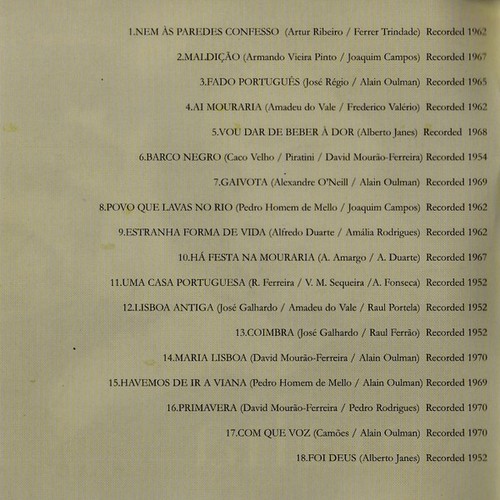 1.NEM ÀS PAREDES CONFESSO (Artur Ribeiro / Ferrer Trindade) Recorded 1962
2.MALDIÇÃO (Armando Vieira Pinto / Joaquim Campos) Recorded 1967
3.FADO PORTUGUÊS (José Régio / Alain Oulman) Recorded 1965
4.AI MOURARIA (Amadeu do Vale / Frederico Valério) Recorded 1962
5.VOU DAR DE BEBER À DOR (Alberto Janes) Recorded 1968
6.BARCO NEGRO (Caco Velho / Piratini / David Mourão-Ferreira) Recorded 1954
7.GAIVOTA (Alexandre O'Neill / Alain Oulman) Recorded 1969
8.POVO QUE LAVAS NO RIO (Pedro Homem de Mello / Joaquim Campos) Recorded 1962
9.ESTRANHA FORMA DE VIDA (Alfredo Duarte / Amália Rodrigues) Recorded 1962
10.HÁ FESTA NA MOURARIA (A. Amargo / A. Duarte) Recorded 1967
11.UMA CASA PORTUGUESA (R. Ferreira / V. M. Sequeira /A. Fonseca) Recorded 1952
12.LISBOA ANTIGA (José Galhardo / Amadeu do Vale / Raul Portela) Recorded 1952
13.COIMBRA (José Galhardo / Raul Ferrão) Recorded 1952
14.MARIA LISBOA (David Mourão-Ferreira / Alain Oulman) Recorded 1970
15.HAVEMOS DE IR A VIANA (Pedro Homem de Mello / Alain Oulman) Recorded 1969
16.PRIMAVERA (David Mourão-Ferreira / Pedro Rodrigues) Recorded 1970
17.COM QUE VOZ (Camões / Alain Oulman) Recorded 1970
18.FOI DEUS (Alberto Janes) Recorded 1952